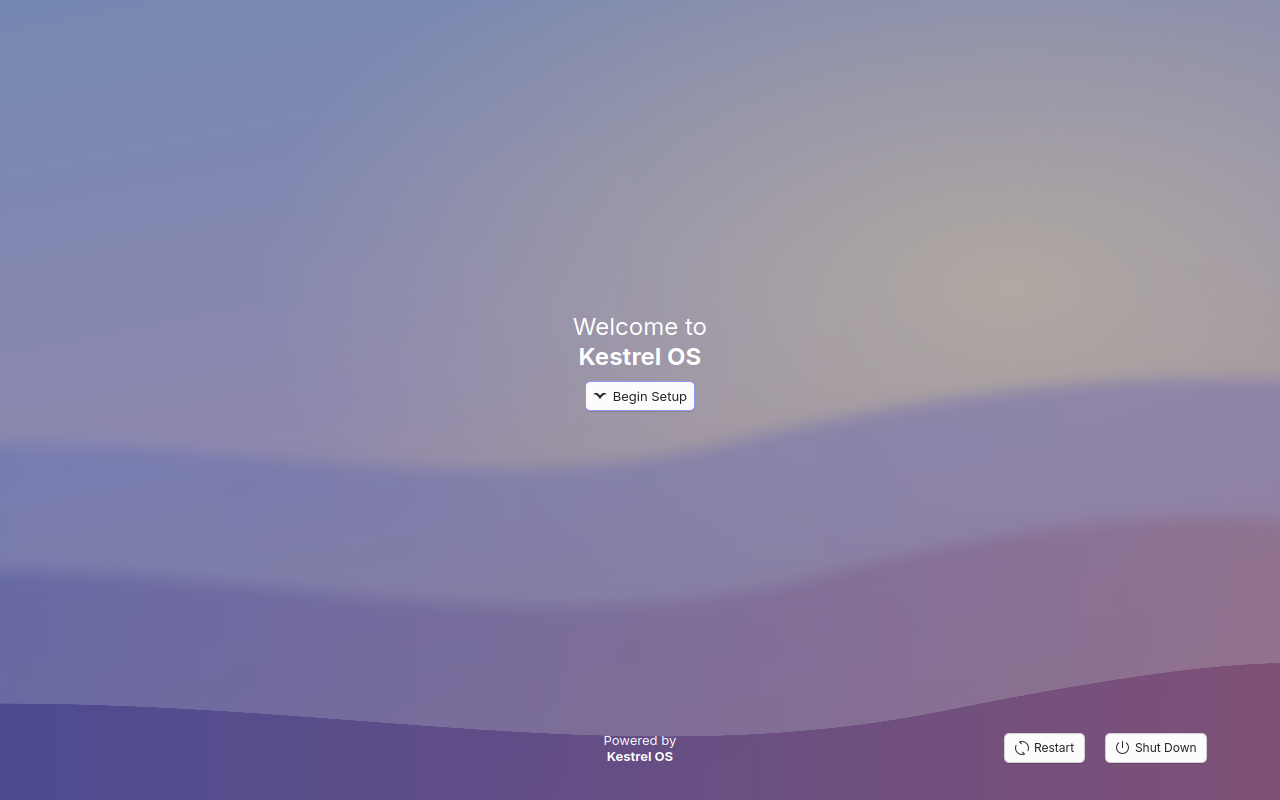 Welcome to
Kestrel OS
Begin Setup
Powered by
Kestrel OS
Restart
Shut Down